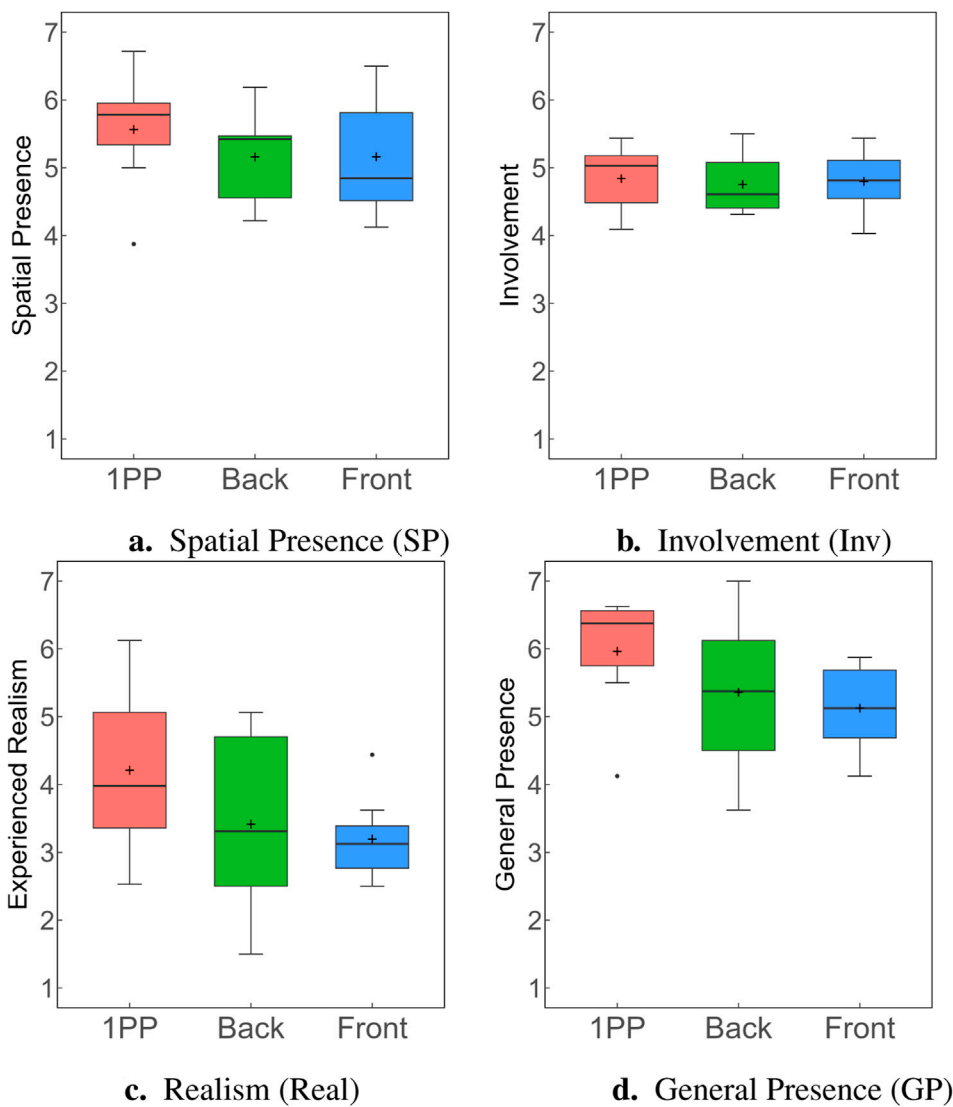 7
6
5
4
3
2
1
Spatial Presence
1PP Back Front
a. Spatial Presence (SP)
7
6
5
4
3
2
1
Involvement
1PP Back Front
b. Involvement (Inv)
7
6
5
4
3
2
1
Experienced Realism
1PP Back Front
c. Realism (Real)
7
6
5
4
3
2
1
General Presence
1PP Back Front
d. General Presence (GP)